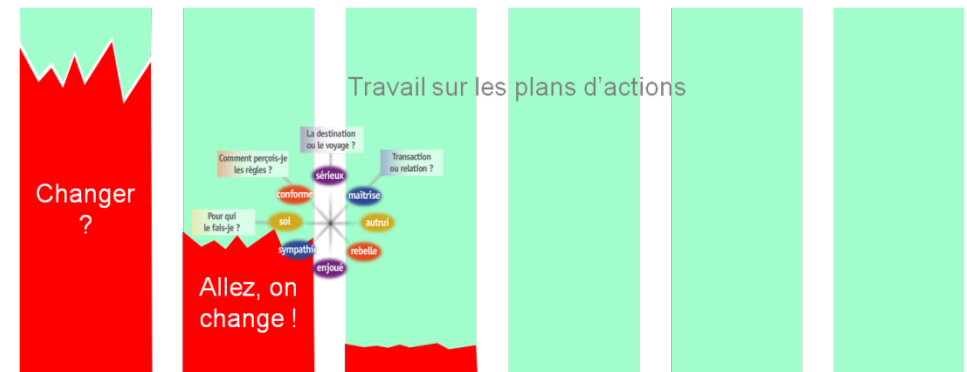 Travail sur les plans d’actions
La destination
ou le voyage ?
Comment perçois-je
les règles ?
Transaction
ou relation ?
sérieux
conforme
maîtrise
Changer
?
Pour qui
le fais-je ?
soi
autrui
sympathie
rebelle
enjoué
Allez, on
change !